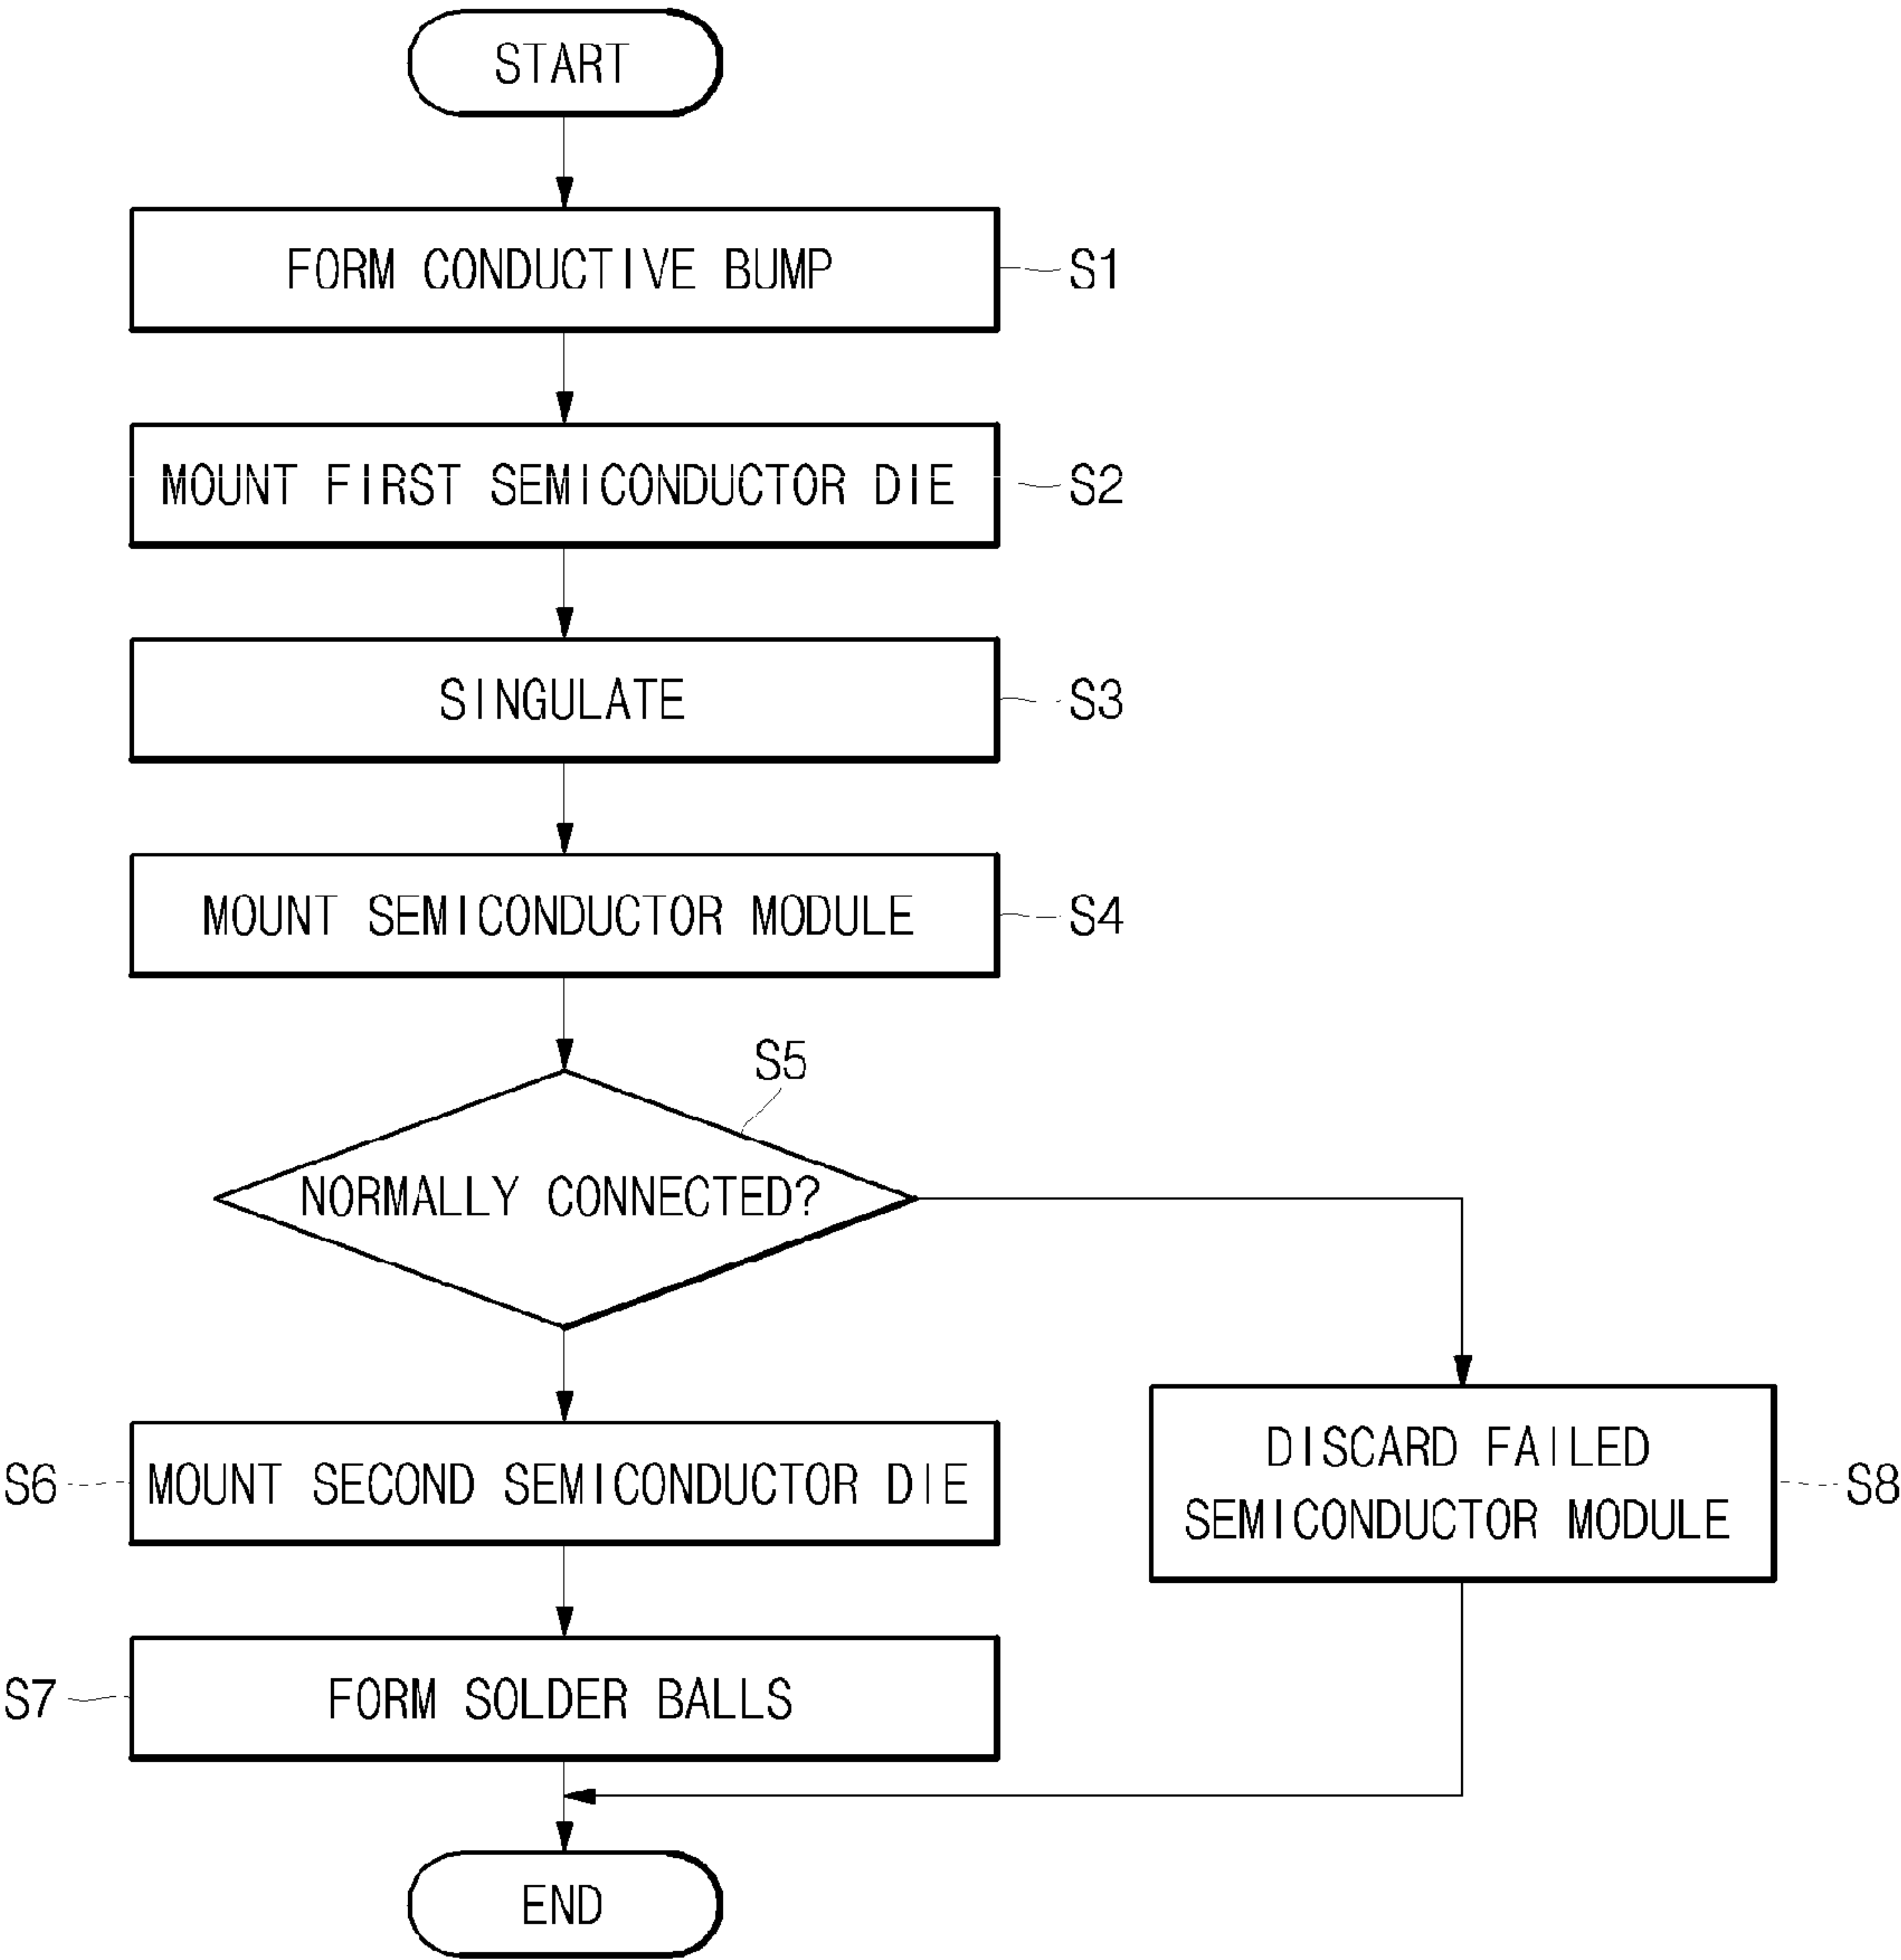 START
FORM CONDUCTIVE BUMP
S1
MOUNT FIRST SEMICONDUCTOR DIE
S2
SINGULATE
S3
MOUNT SEMICONDUCTOR MODULE
S4
S5
NORMALLY CONNECTED?
S6
MOUNT SECOND SEMICONDUCTOR DIE
DISCARD FAILED
SEMICONDUCTOR MODULE
S8
S7
FORM SOLDER BALLS
END